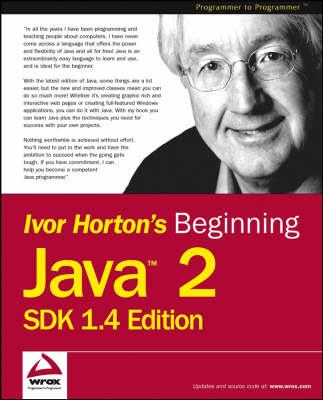 Programmer to Programmer™
"In all the years I have been programming and
teaching people about computers, I have never
come across a language that offers the power
and flexibility of Java and all for free! Java is an
extraordinary easy language to learn and use,
and is ideal for the beginner.
With the latest edition of Java, some things are a lot
easier, but the new and improved classes mean you can
do so much more! Whether it's creating graphic rich and
interactive web pages or creating full-featured Windows
applications, you can do it with Java. With my book you
can learn Java plus the techniques you need for
success with your own projects.
Nothing worthwhile is achieved without effort.
You'll need to put in the work and have the
ambition to succeed when the going gets
tough. If you have commitment, I can
help you become a competent
Java programmer."
Ivor Horton's Beginning
Java™ 2
SDK 1.4 Edition
wrox
Programmer to Programmer
Updates and source code at: www.wrox.com